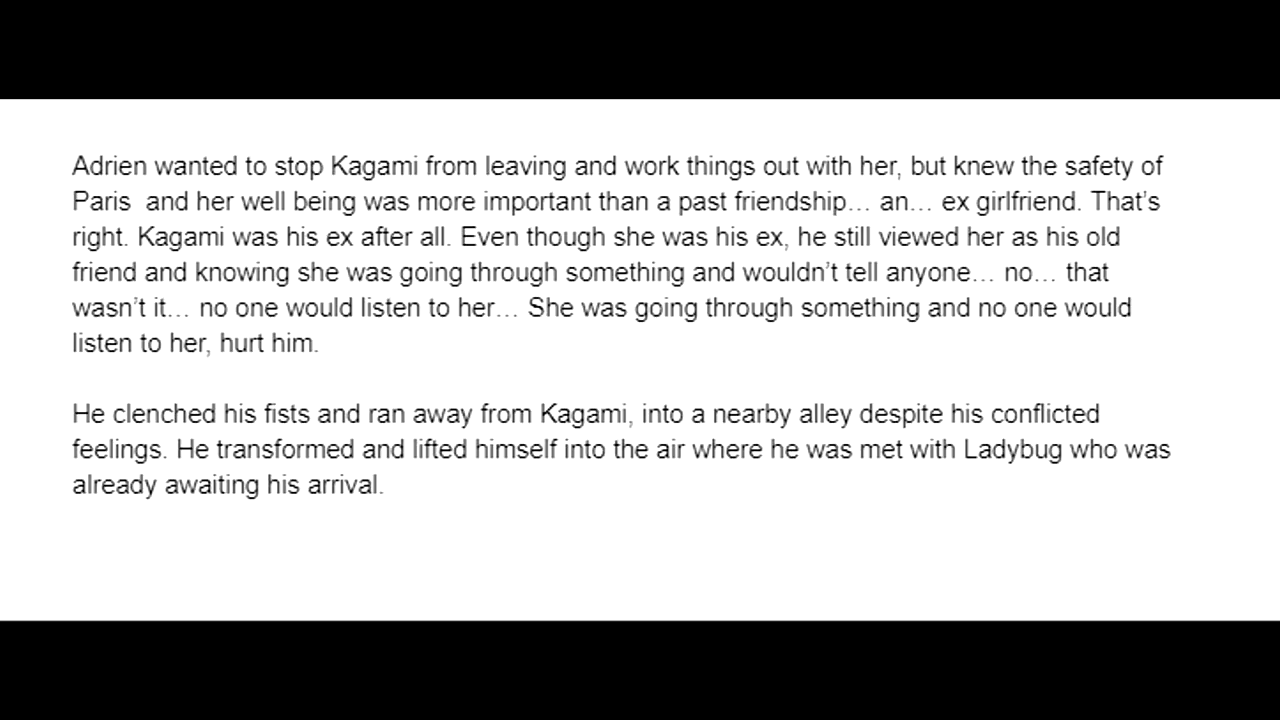 Adrien wanted to stop Kagami from leaving and work things out with her, but knew the safety of
Paris  and her well being was more important than a past friendship… an… ex girlfriend. That’s
right. Kagami was his ex after all. Even though she was his ex, he still viewed her as his old
friend and knowing she was going through something and wouldn’t tell anyone… no… that
wasn’t it… no one would listen to her… She was going through something and no one would
listen to her, hurt him.
He clenched his fists and ran away from Kagami, into a nearby alley despite his conflicted
feelings. He transformed and lifted himself into the air where he was met with Ladybug who was
already awaiting his arrival.